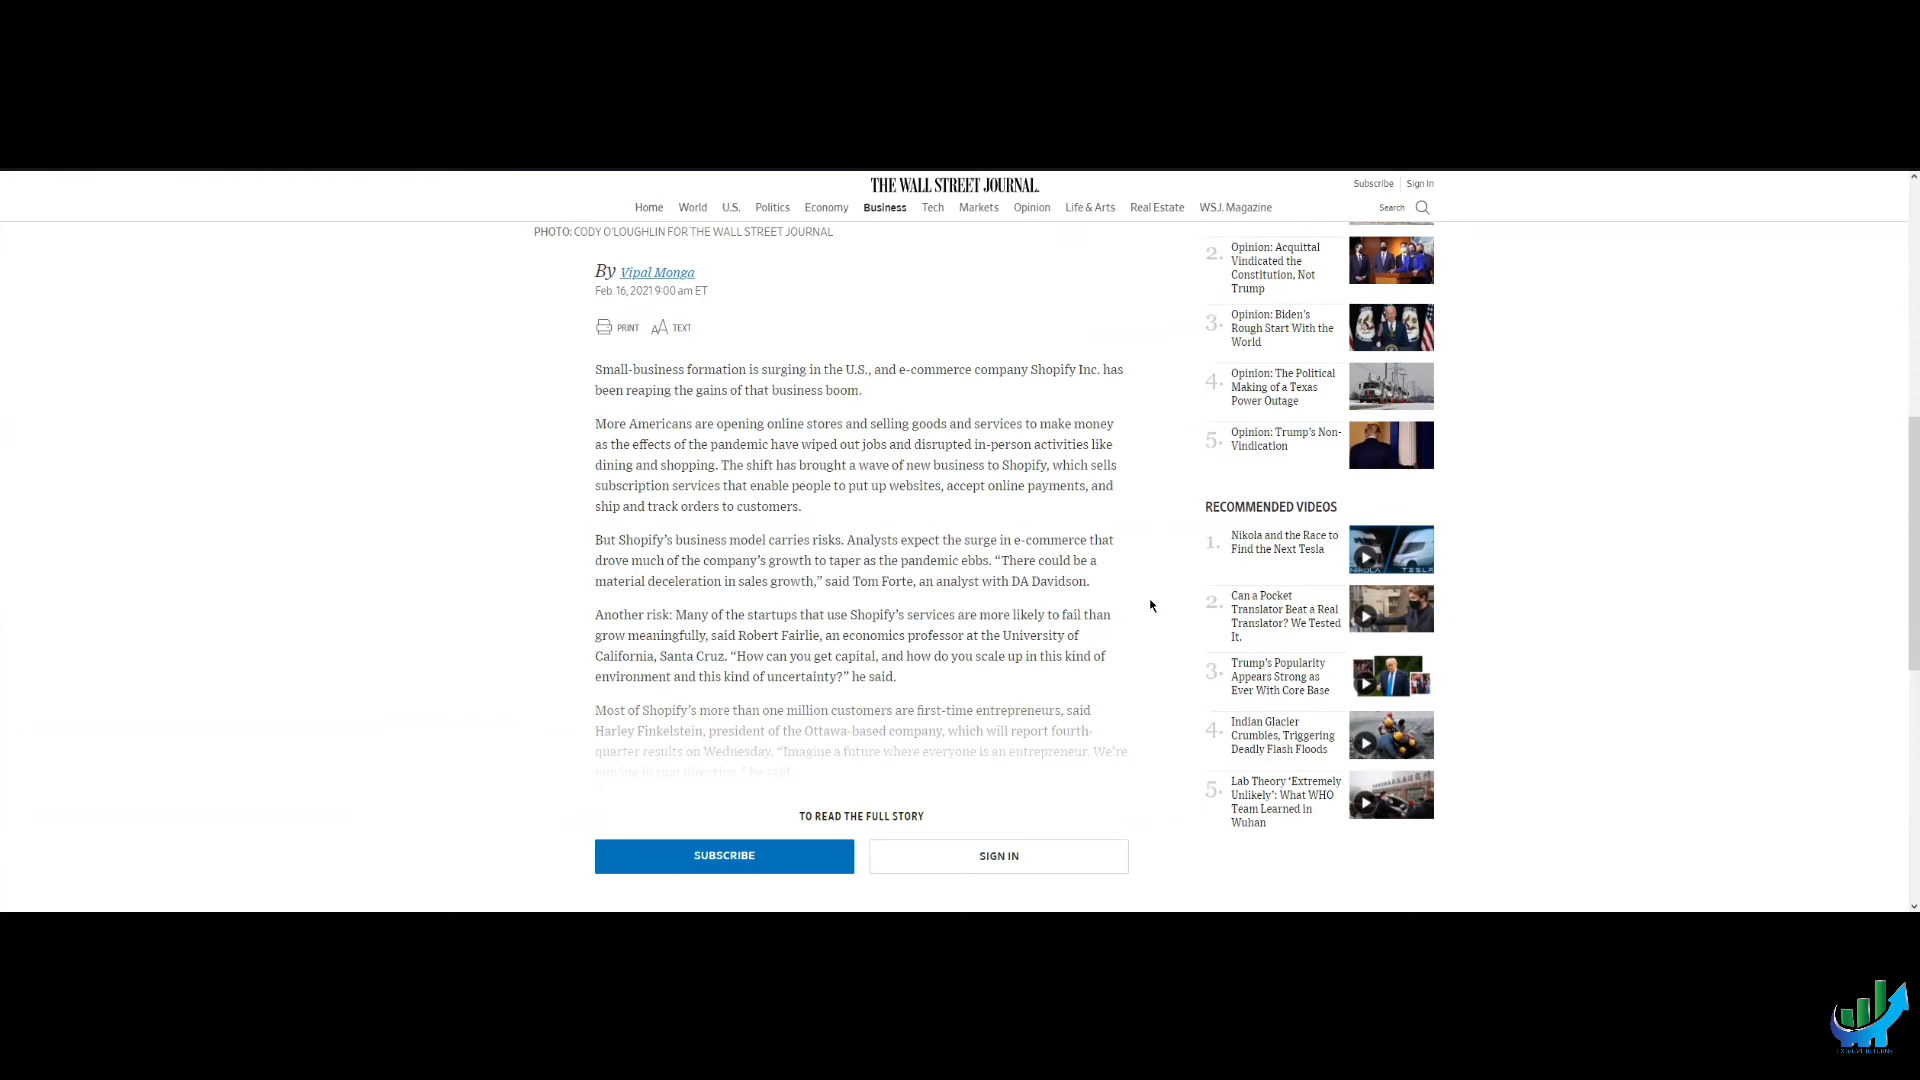 THE WALL STREET JOURNAL.
Subscribe
Sign In
Home
World
U.S.
Politics
Economy
Business
Tech
Markets
Opinion
Life & Arts
Real Estate
WSJ. Magazine
Search
PHOTO: CODY O'LOUGHLIN FOR THE WALL STREET JOURNAL
By Vipal Monga
Feb. 16, 2021 9:00 am ET
PRINT
AA TEXT
Small-business formation is surging in the U.S., and e-commerce company Shopify Inc. has
been reaping the gains of that business boom.
More Americans are opening online stores and selling goods and services to make money
as the effects of the pandemic have wiped out jobs and disrupted in-person activities like
dining and shopping. The shift has brought a wave of new business to Shopify, which sells
subscription services that enable people to put up websites, accept online payments, and
ship and track orders to customers.
But Shopify’s business model carries risks. Analysts expect the surge in e-commerce that
drove much of the company’s growth to taper as the pandemic ebbs. “There could be a
material deceleration in sales growth,” said Tom Forte, an analyst with DA Davidson.
Another risk: Many of the startups that use Shopify’s services are more likely to fail than
grow meaningfully, said Robert Fairlie, an economics professor at the University of
California, Santa Cruz. “How can you get capital, and how do you scale up in this kind of
environment and this kind of uncertainty?” he said.
Most of Shopify’s more than one million customers are first-time entrepreneurs, said
Harley Finkelstein, president of the Ottawa-based company, which will report fourth-
quarter results on Wednesday. “Imagine a future where everyone is an entrepreneur. We’re
moving in that direction,” he said.
TO READ THE FULL STORY
SUBSCRIBE
SIGN IN
2.
Opinion: Acquittal
Vindicated the
Constitution, Not
Trump
3.
Opinion: Biden’s
Rough Start With the
World
4.
Opinion: The Political
Making of a Texas
Power Outage
5.
Opinion: Trump’s Non-
Vindication
RECOMMENDED VIDEOS
1.
Nikola and the Race to
Find the Next Tesla
NIKOLA
TESLA
2.
Can a Pocket
Translator Beat a Real
Translator? We Tested
It.
3.
Trump’s Popularity
Appears Strong as
Ever With Core Base
4.
Indian Glacier
Crumbles, Triggering
Deadly Flash Floods
5.
Lab Theory ‘Extremely
Unlikely’: What WHO
Team Learned in
Wuhan